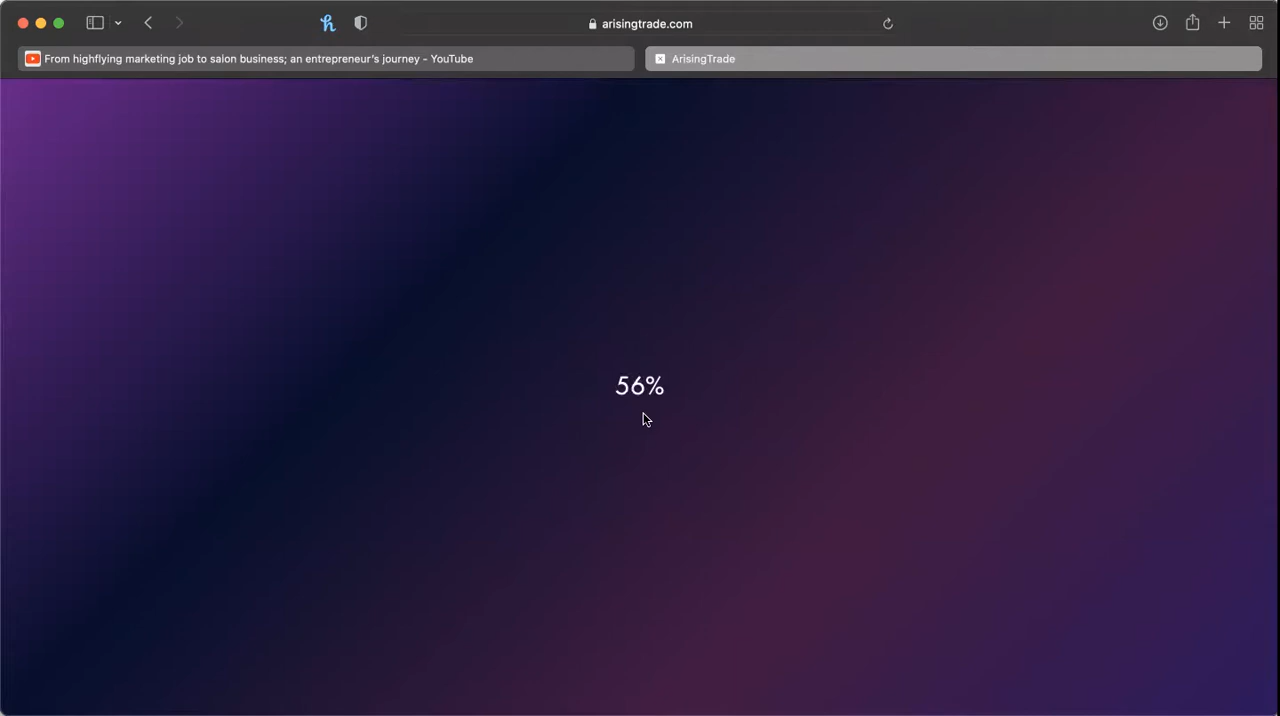 arisingtrade.com
From highflying marketing job to salon business; an entrepreneur's journey - YouTube
ArisingTrade
56%